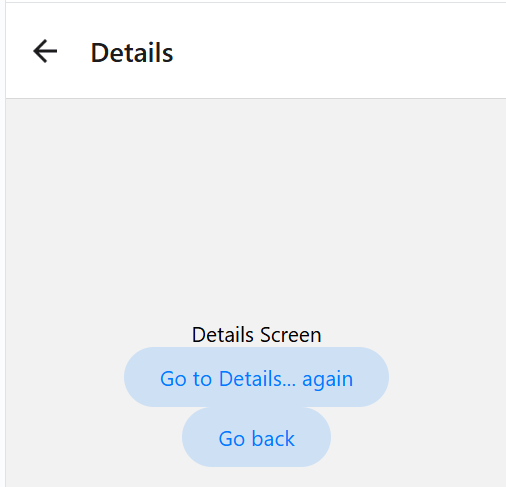 Details
Details Screen
Go to Details... again
Go back